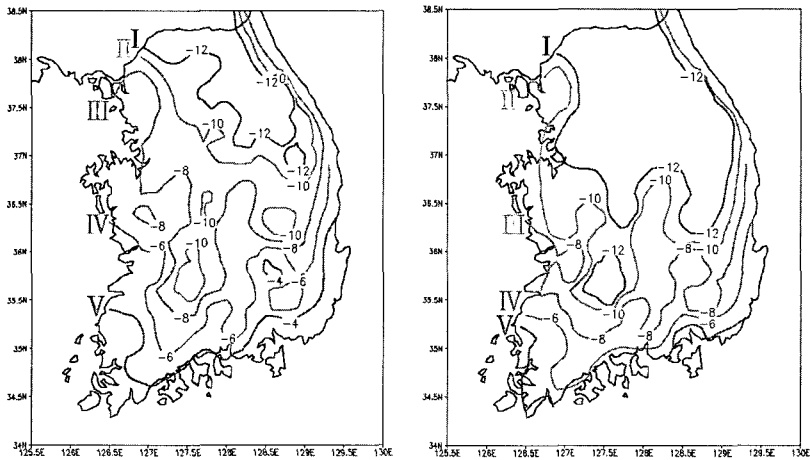 38.5N
38N
37.5N
37N
36.5N
36N
35.5N
35N
34.5N
34N
125.5E 126E 126.5E 127E 127.5E 128E 128.5E 129E 129.5E 130E
I
II
III
IV
V
-12
-12
-10
-12
-8
-12
-10
-8
-10
-10
-6
-10
-8
-4
-6
-8
-6
-6
-4
38.5N
38N
37.5N
37N
36.5N
36N
35.5N
35N
34.5N
34N
125.5E 126E 126.5E 127E 127.5E 128E 128.5E 129E 129.5E 130E
I
II
III
IV
V
-12
-10
-12
-8
-12
-8
-10
-6
-10
-8
-8
-8
-6